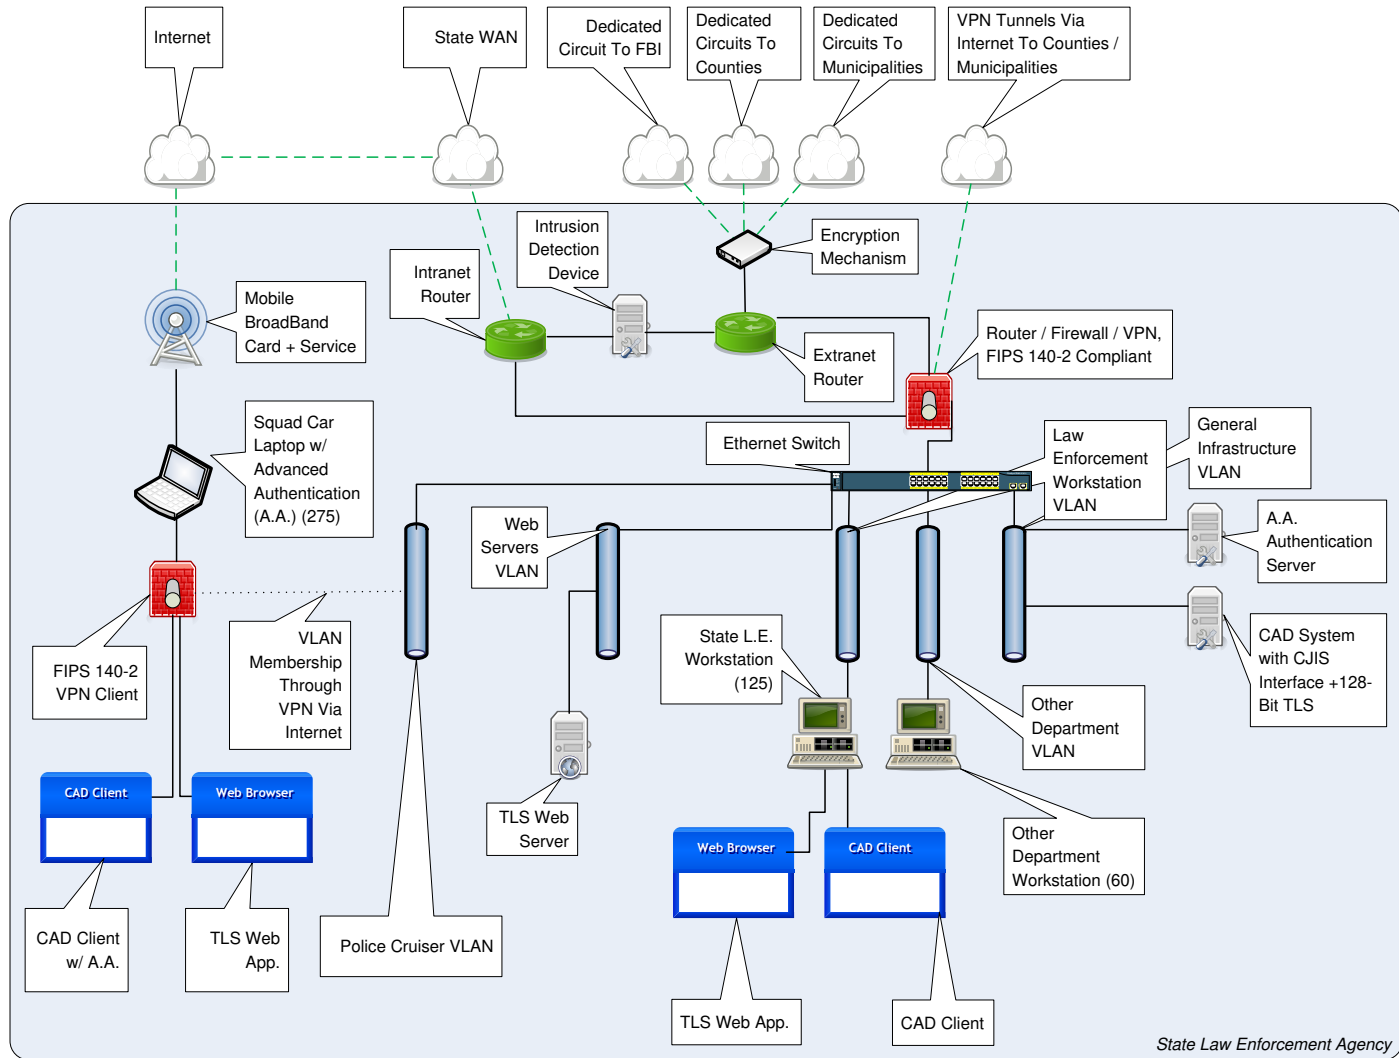 Internet
State WAN
Dedicated
Circuit To FBI
Dedicated
Circuits To
Counties
Dedicated
Circuits To
Municipalities
VPN Tunnels Via
Internet To Counties /
Municipalities
Intrusion
Detection
Device
Encryption
Mechanism
Intranet
Router
Mobile
BroadBand
Card + Service
Extranet
Router
Router / Firewall / VPN,
FIPS 140-2 Compliant
Squad Car
Laptop w/
Advanced
Authentication
(A.A.) (275)
Ethernet Switch
Law
Enforcement
Workstation
VLAN
General
Infrastructure
VLAN
Web
Servers
VLAN
A.A.
Authentication
Server
FIPS 140-2
VPN Client
VLAN
Membership
Through
VPN Via
Internet
State L.E.
Workstation
(125)
CAD System
with CJIS
Interface +128-
Bit TLS
Other
Department
VLAN
CAD Client
Web Browser
TLS Web
Server
Web Browser
CAD Client
Other
Department
Workstation (60)
CAD Client
w/ A.A.
TLS Web
App.
Police Cruiser VLAN
TLS Web App.
CAD Client
State Law Enforcement Agency